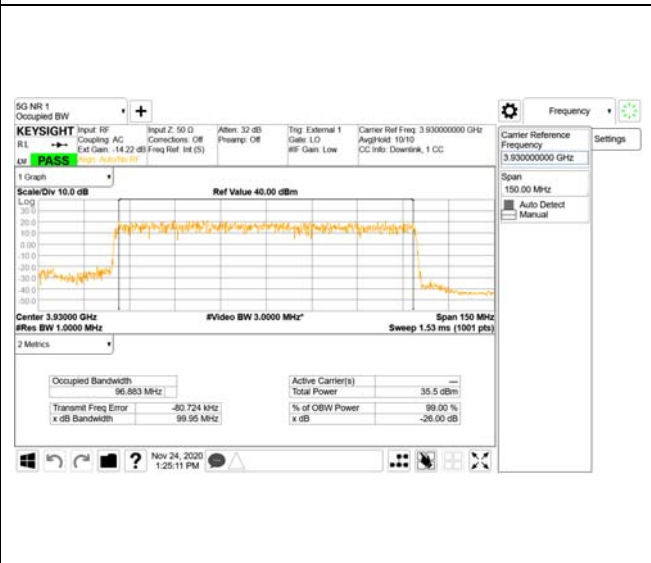 5G NR 1
Occupied BW
Frequency
KEYSIGHT
Input: RF
Coupling: AC
Ext Gain: -14.22 dB
Align: Auto/No RF
Input Z: 50 Ω
Corrections: Off
Freq Ref: Int (S)
Atten: 32 dB
Preamp: Off
Trig: External 1
Gate: LO
#IF Gain: Low
Carrier Ref Freq: 3.930000000 GHz
Avg|Hold: 10/10
CC Info: Downlink, 1 CC
R L
PASS
Carrier Reference
Frequency
3.930000000 GHz
Settings
Span
150.00 MHz
Auto Detect
Manual
1 Graph
Scale/Div 10.0 dB
Ref Value 40.00 dBm
Log
30.0
20.0
10.0
0.00
-10.0
-20.0
-30.0
-40.0
-50.0
Center 3.93000 GHz
#Video BW 3.0000 MHz*
Span 150 MHz
#Res BW 1.0000 MHz
Sweep 1.53 ms (1001 pts)
2 Metrics
Occupied Bandwidth
96.883 MHz
Active Carrier(s) ---
Total Power 35.5 dBm
Transmit Freq Error -80.724 kHz
x dB Bandwidth 99.95 MHz
% of OBW Power 99.00 %
x dB -26.00 dB
Nov 24, 2020
1:25:11 PM